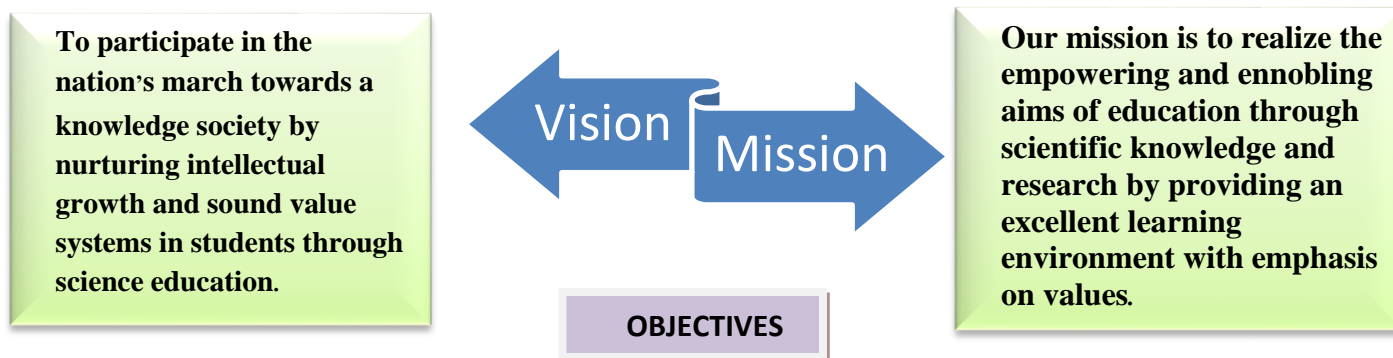 To participate in the
nation's march towards a
knowledge society by
nurturing intellectual
growth and sound value
systems in students through
science education.
Vision
Mission
Our mission is to realize the
empowering and ennobling
aims of education through
scientific knowledge and
research by providing an
excellent learning
environment with emphasis
on values.
OBJECTIVES